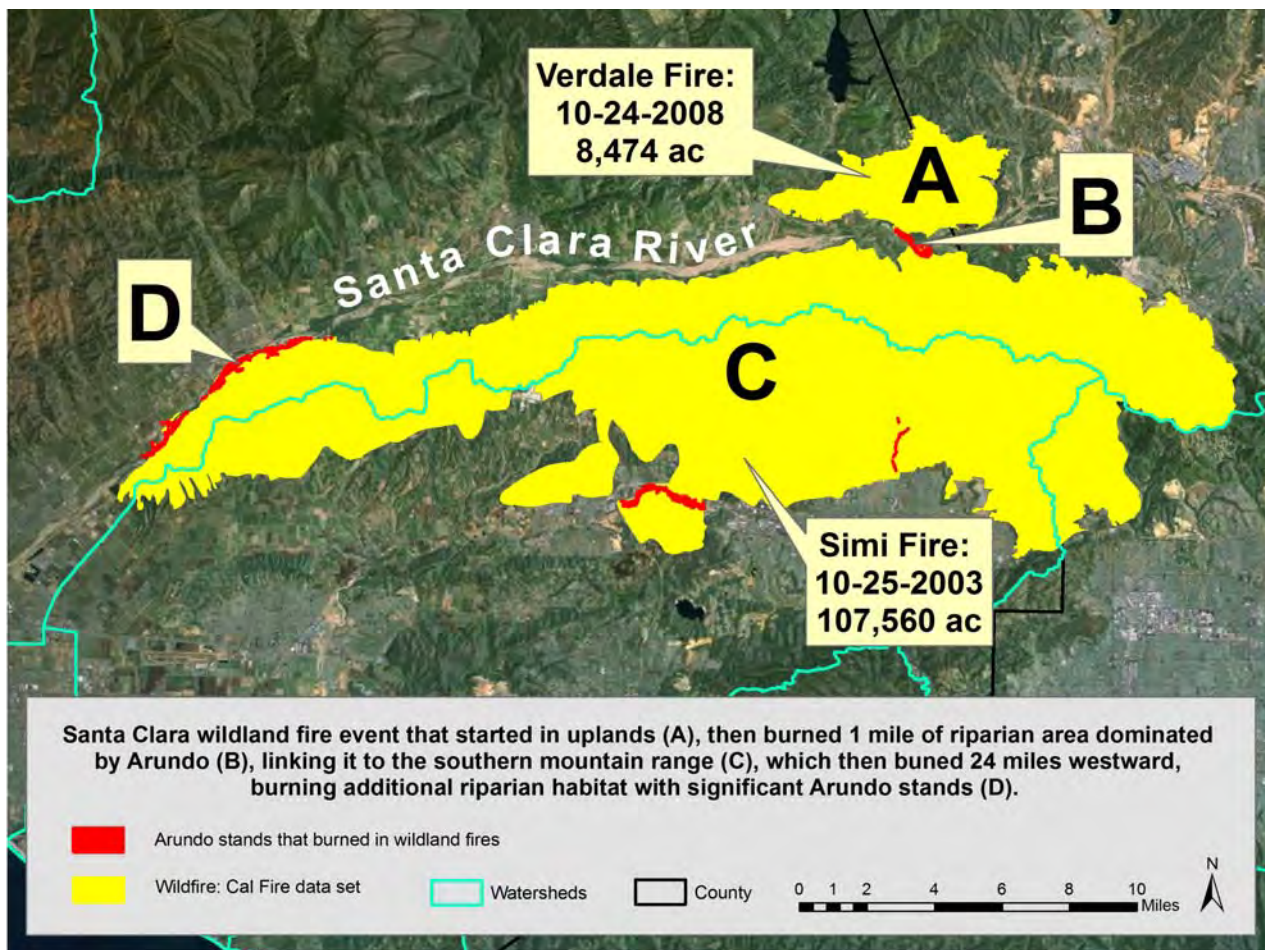 Verdale Fire:
10-24-2008
8,474 ac
A
B
Santa Clara River
D
C
Simi Fire:
10-25-2003
107,560 ac
Santa Clara wildland fire event that started in uplands (A), then burned 1 mile of riparian area dominated
by Arundo (B), linking it to the southern mountain range (C), which then buned 24 miles westward,
burning additional riparian habitat with significant Arundo stands (D).
Arundo stands that burned in wildland fires
Wildfire: Cal Fire data set
Watersheds
County
0 1 2 4 6 8 10
Miles
N